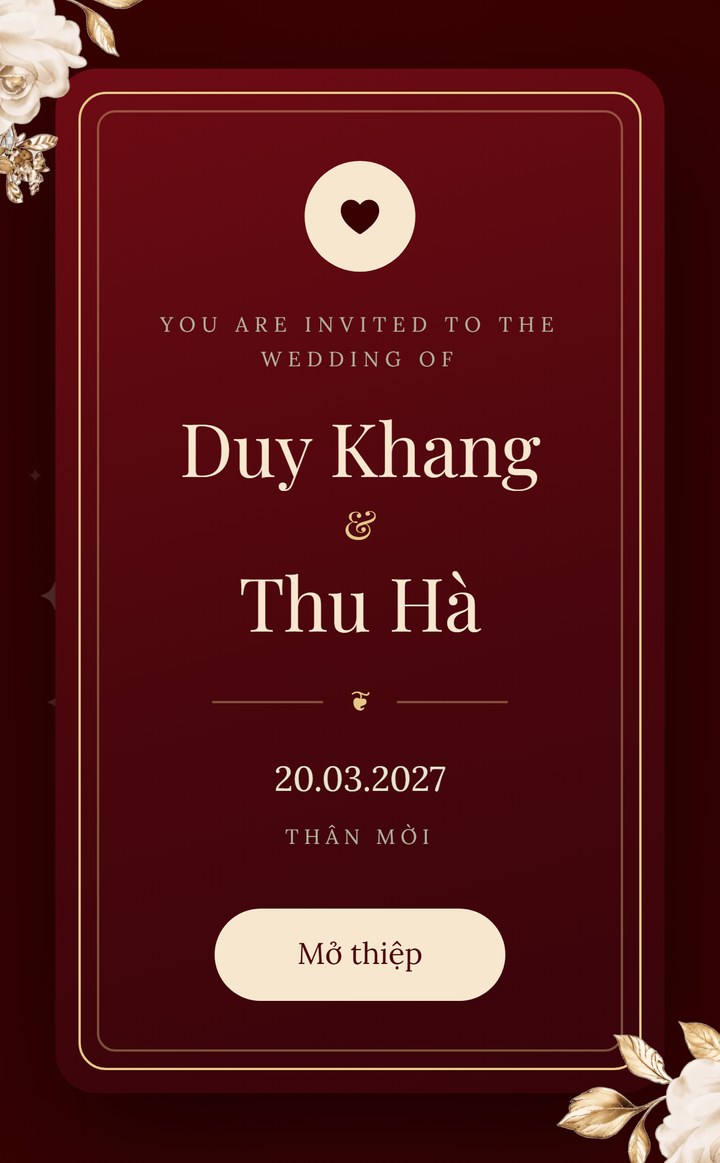 YOU ARE INVITED TO THE
WEDDING OF
Duy Khang
&
Thu Hà
20.03.2027
THÂN MỜI
Mở thiệp